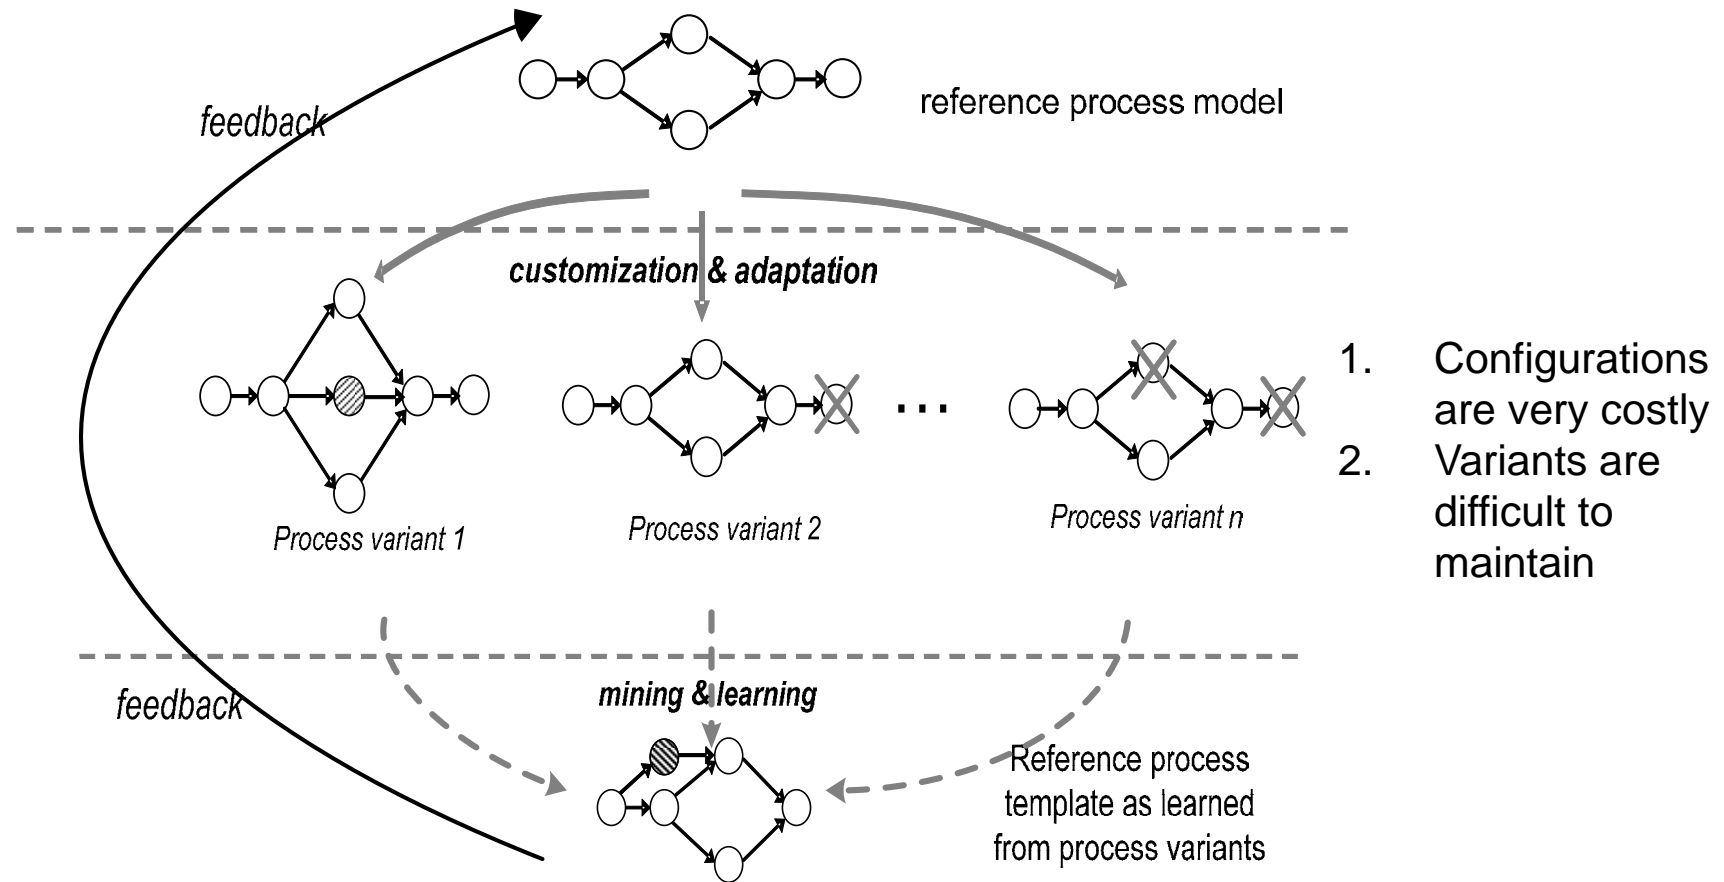 feedback
reference process model
customization & adaptation
...
Process variant 1
Process variant 2
Process variant n
1. Configurations
are very costly
2. Variants are
difficult to
maintain
feedback
mining & learning
Reference process
template as learned
from process variants